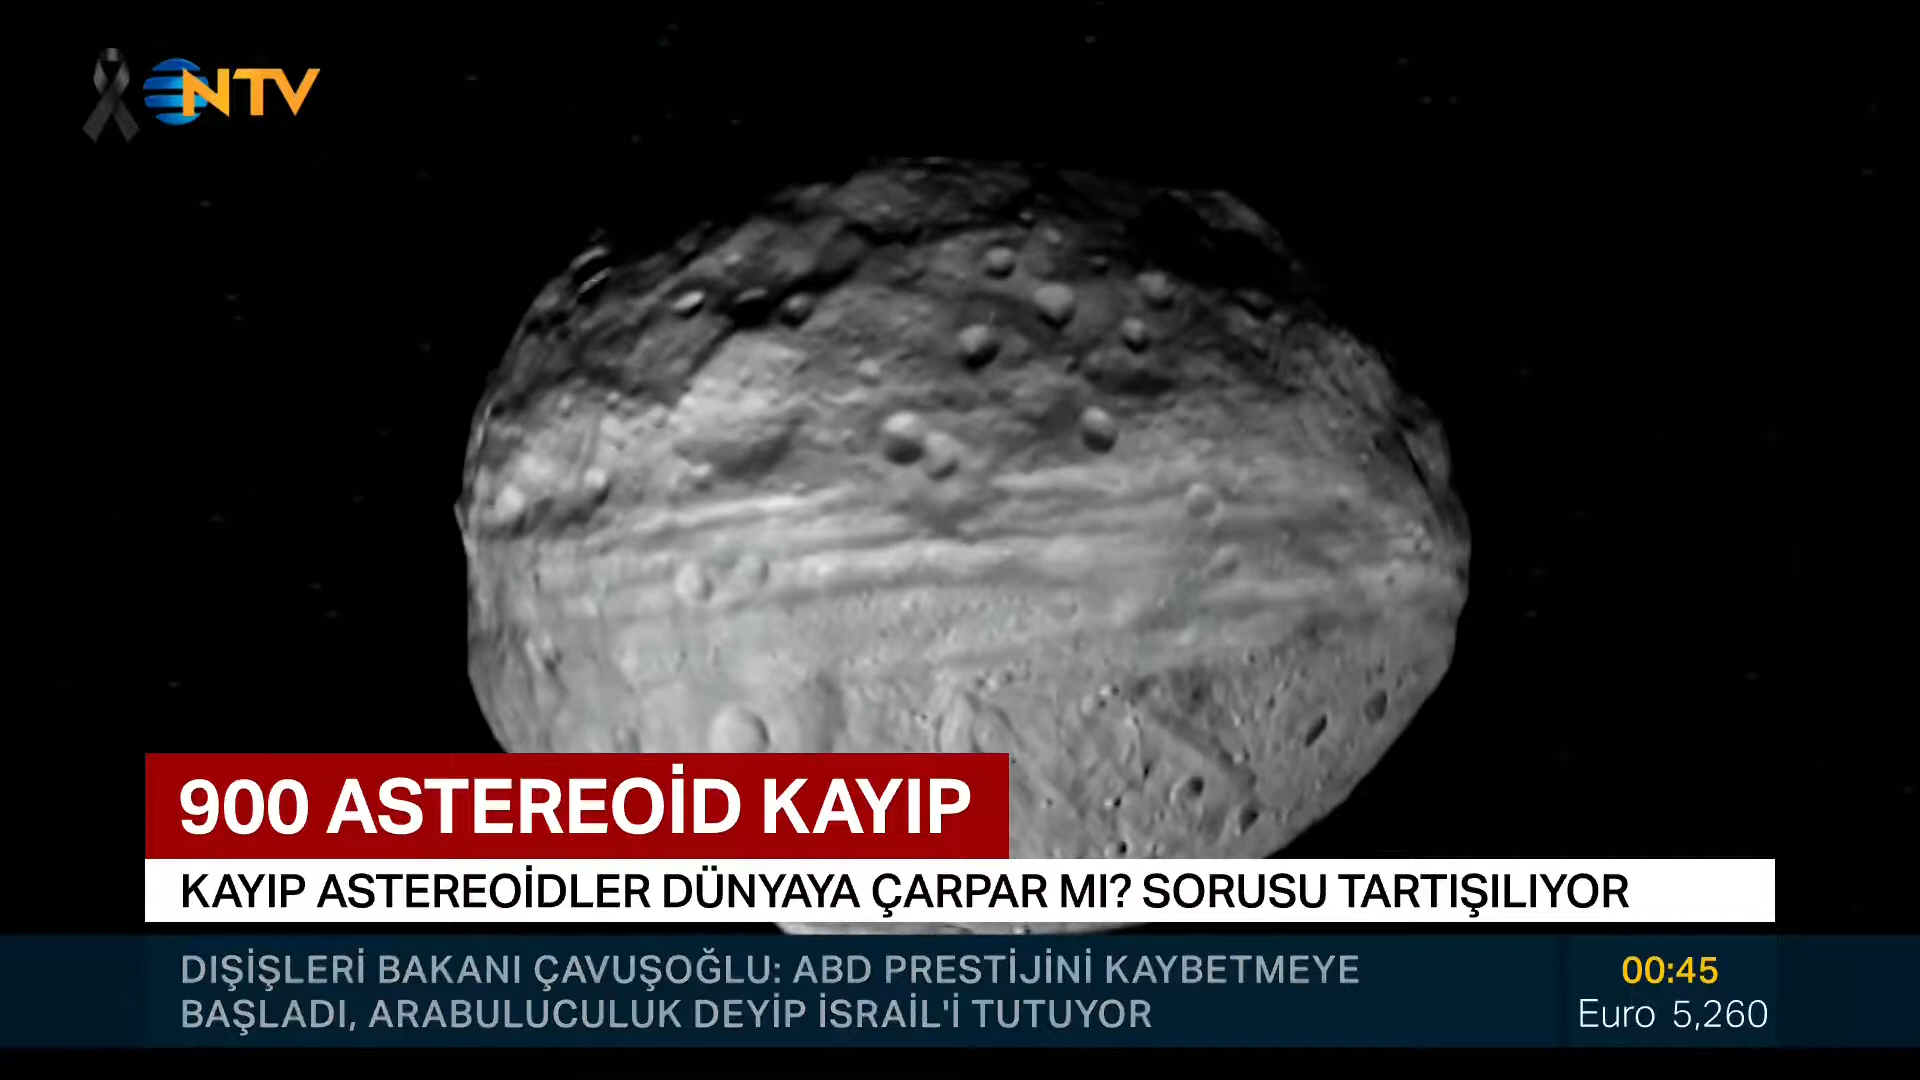 NTV
900 ASTEREOİD KAYIP
KAYIP ASTEREOİDLER DÜNYAYA ÇARPAR MI? SORUSU TARTIŞILIYOR
DIŞİŞLERİ BAKANI ÇAVUŞOĞLU: ABD PRESTİJİNİ KAYBETMEYE
BAŞLADI, ARABULUCULUK DEYİP İSRAİL'İ TUTUYOR
00:45
Euro 5,260